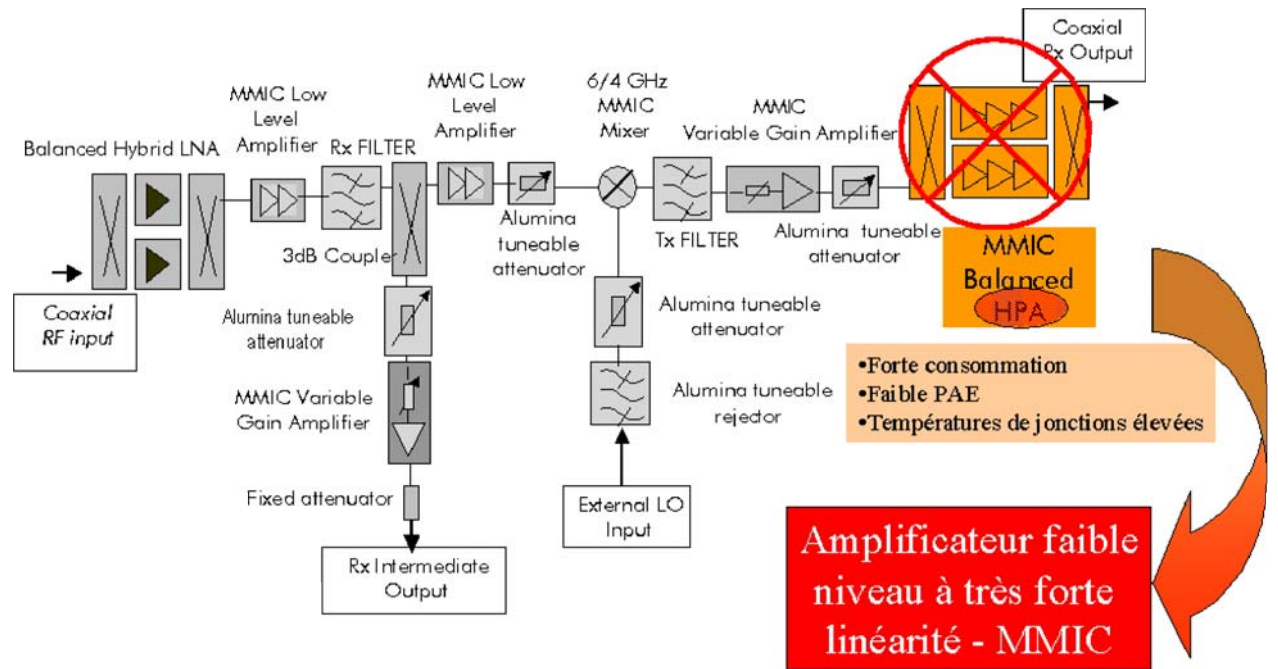 Coaxial
Rx Output
6/4 GHz
MMIC
Mixer
MMIC Low
Level
Amplifier
MMIC
Variable Gain Amplifier
MMIC Low
Level
Amplifier
Rx FILTER
Balanced Hybrid LNA
Alumina
tuneable
attenuator
Tx FILTER
Alumina tuneable
attenuator
3dB Coupler
MMIC
Balanced
HPA
Coaxial
RF input
Alumina tuneable
attenuator
Alumina tuneable
attenuator
•Forte consommation
•Faible PAE
•Températures de jonctions élevées
MMIC Variable
Gain Amplifier
Alumina tuneable
rejector
Fixed attenuator
External LO
Input
Rx Intermediate
Output
Amplificateur faible
niveau à très forte
linéarité - MMIC